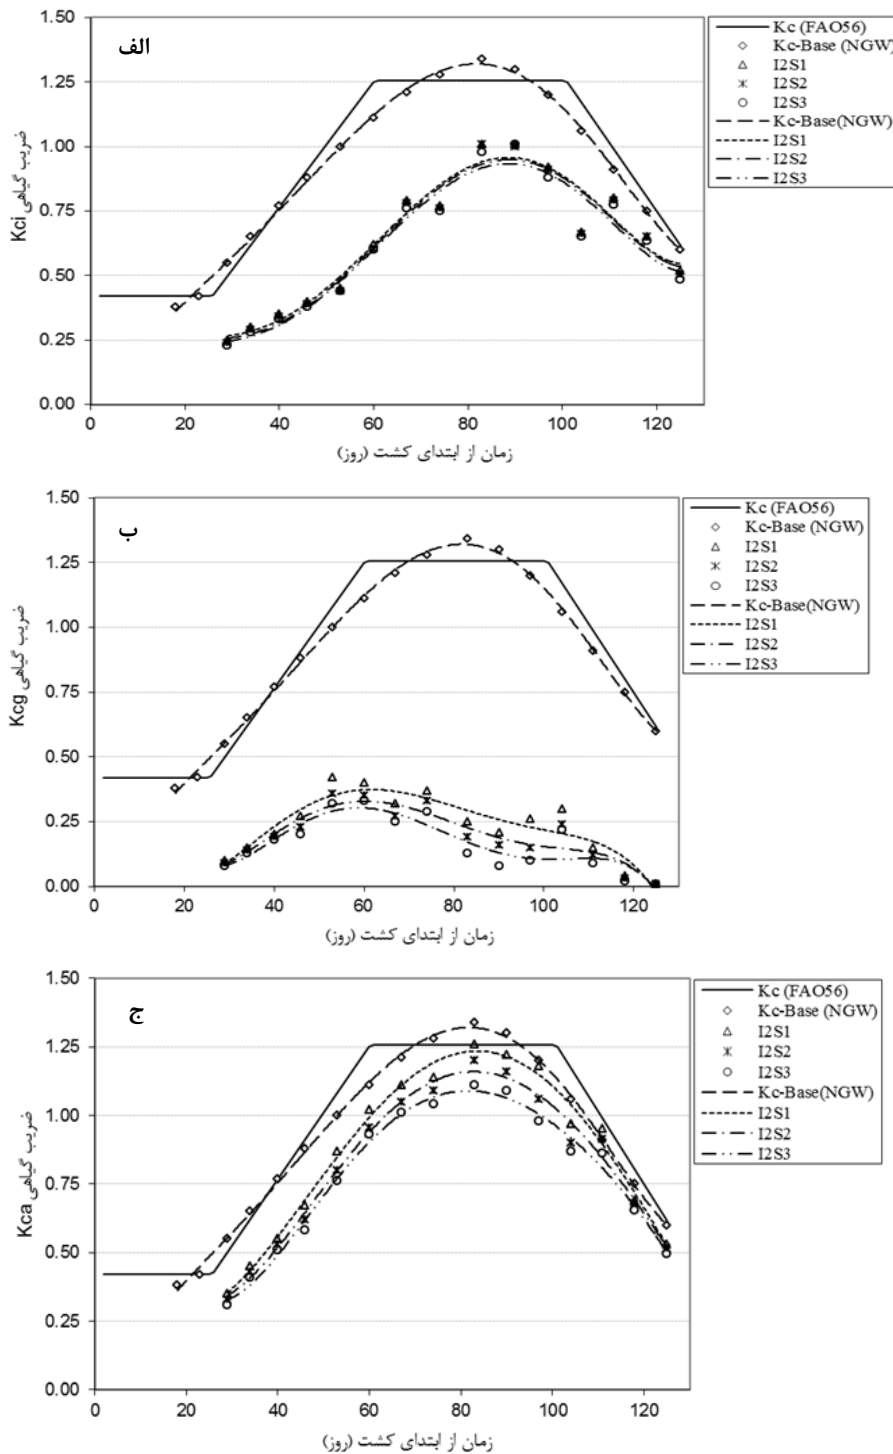 الف
1.50
1.25
1.00
0.75
0.50
0.25
0.00
ضریب گیاهی Kci
0 20 40 60 80 100 120
زمان از ابتدای کشت (روز)
Kc (FAO56)
Kc-Base (NGW)
I2S1
I2S2
I2S3
Kc-Base(NGW)
I2S1
I2S2
I2S3
ب
1.50
1.25
1.00
0.75
0.50
0.25
0.00
ضریب گیاهی Kcg
0 20 40 60 80 100 120
زمان از ابتدای کشت (روز)
Kc (FAO56)
Kc-Base (NGW)
I2S1
I2S2
I2S3
Kc-Base(NGW)
I2S1
I2S2
I2S3
ج
1.50
1.25
1.00
0.75
0.50
0.25
0.00
ضریب گیاهی Kca
0 20 40 60 80 100 120
زمان از ابتدای کشت (روز)
Kc (FAO56)
Kc-Base (NGW)
I2S1
I2S2
I2S3
Kc-Base(NGW)
I2S1
I2S2
I2S3